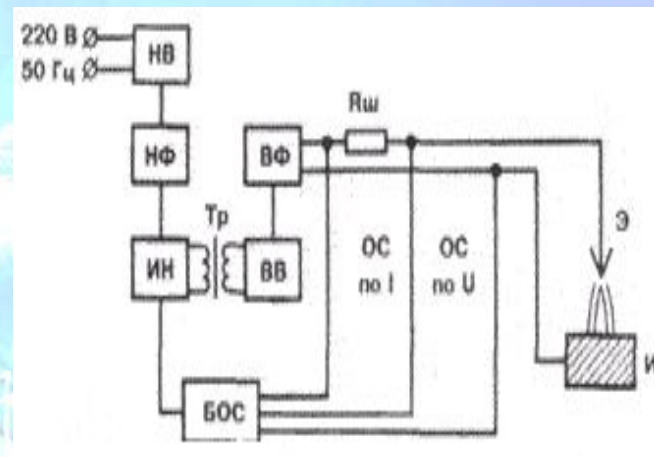 220 В
50 Гц
НВ
Rш
НФ
ВФ
Тр
ОС
по I
ОС
по U
Э
ИН
ВВ
И
БОС